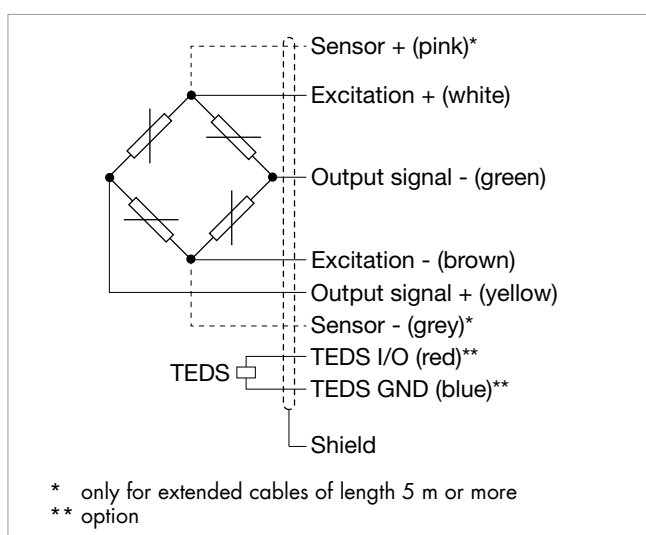 Sensor + (pink)*
Excitation + (white)
Output signal - (green)
Excitation - (brown)
Output signal + (yellow)
Sensor - (grey)*
TEDS I/O (red)**
TEDS
TEDS GND (blue)**
Shield
* only for extended cables of length 5 m or more
** option